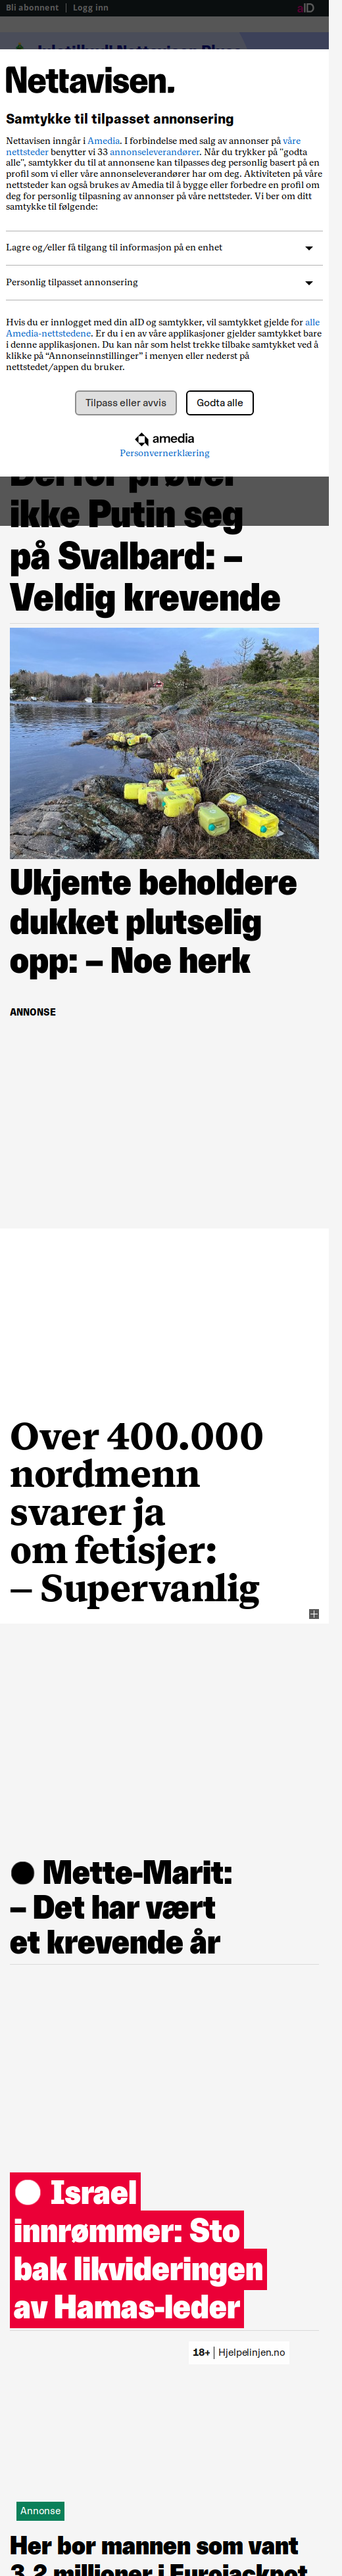 Bli abonnent | Logg inn
aID
Nettavisen.
Samtykke til tilpasset annonsering
Nettavisen inngår i Amedia. I forbindelse med salg av annonser på våre
nettsteder benytter vi 33 annonseleverandører. Når du trykker på "godta
alle", samtykker du til at annonsene kan tilpasses deg personlig basert på en
profil som vi eller våre annonseleverandører har om deg. Aktiviteten på våre
nettsteder kan også brukes av Amedia til å bygge eller forbedre en profil om
deg for personlig tilpasning av annonser på våre nettsteder. Vi ber om ditt
samtykke til følgende:
Lagre og/eller få tilgang til informasjon på en enhet
Personlig tilpasset annonsering
Hvis du er innlogget med din aID og samtykker, vil samtykket gjelde for alle
Amedia-nettstedene. Er du i en av våre applikasjoner gjelder samtykket bare
i denne applikasjonen. Du kan når som helst trekke tilbake samtykket ved å
klikke på “Annonseinnstillinger” i menyen eller nederst på
nettstedet/appen du bruker.
Tilpass eller avvis
Godta alle
amedia
Personvernerklæring
Derfor prøver
ikke Putin seg
på Svalbard: –
Veldig krevende
Ukjente beholdere
dukket plutselig
opp: – Noe herk
ANNONSE
Over 400.000
nordmenn
svarer ja
om fetisjer:
– Supervanlig
● Mette-Marit:
– Det har vært
et krevende år
● Israel
innrømmer: Sto
bak likvideringen
av Hamas-leder
18+ | Hjelpelinjen.no
Annonse
Her bor mannen som vant
3,2 millioner i Eurojackpot